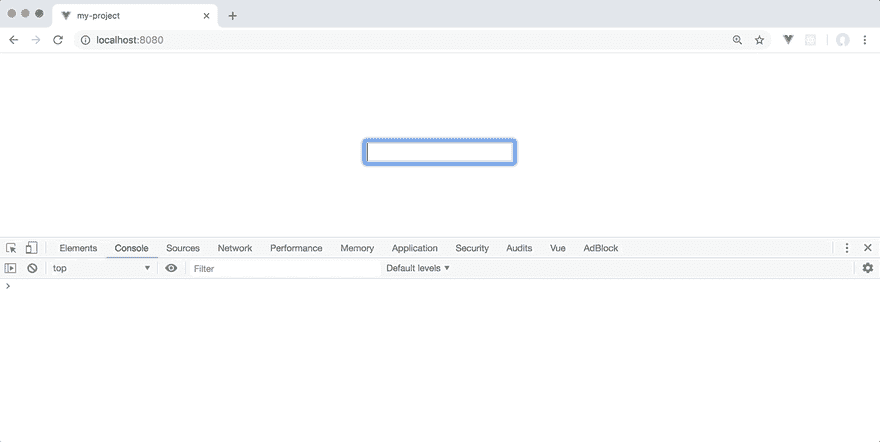 my-project
localhost:8080
Elements Console Sources Network Performance Memory Application Security Audits Vue AdBlock
top Filter Default levels